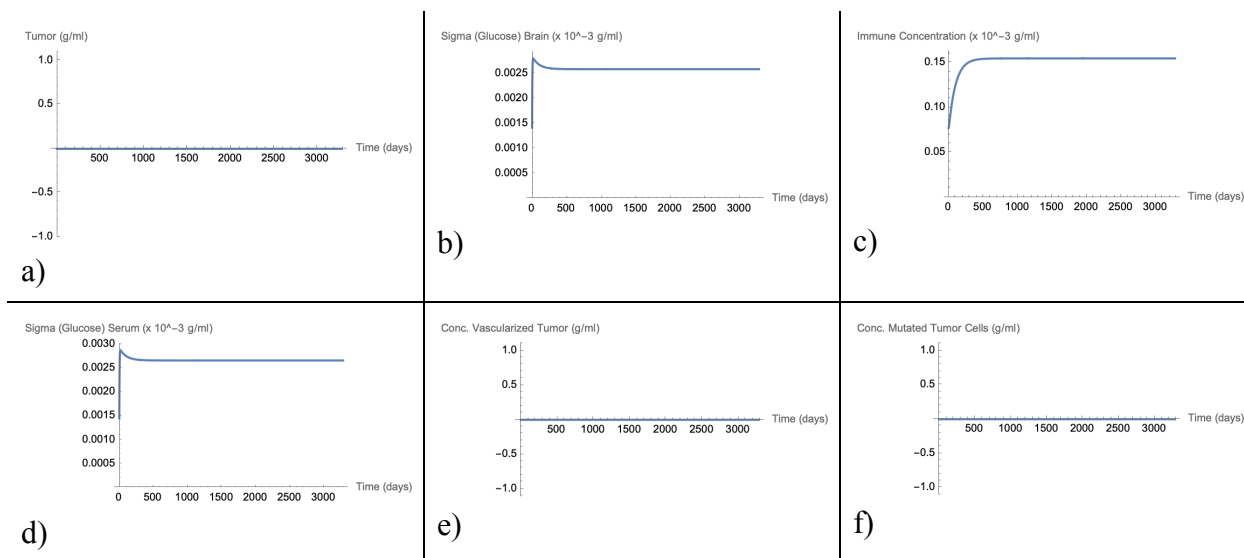 Tumor (g/ml)
1.0
0.5
Time (days)
500 1000 1500 2000 2500 3000
−0.5
−1.0
a)
Sigma (Glucose) Brain (x 10^−3 g/ml)
0.0025
0.0020
0.0015
0.0010
0.0005
Time (days)
0 500 1000 1500 2000 2500 3000
b)
Immune Concentration (x 10^−3 g/ml)
0.15
0.10
0.05
Time (days)
0 500 1000 1500 2000 2500 3000
c)
Sigma (Glucose) Serum (x 10^−3 g/ml)
0.0030
0.0025
0.0020
0.0015
0.0010
0.0005
Time (days)
0 500 1000 1500 2000 2500 3000
d)
Conc. Vascularized Tumor (g/ml)
1.0
0.5
Time (days)
500 1000 1500 2000 2500 3000
−0.5
−1.0
e)
Conc. Mutated Tumor Cells (g/ml)
1.0
0.5
Time (days)
500 1000 1500 2000 2500 3000
−0.5
−1.0
f)